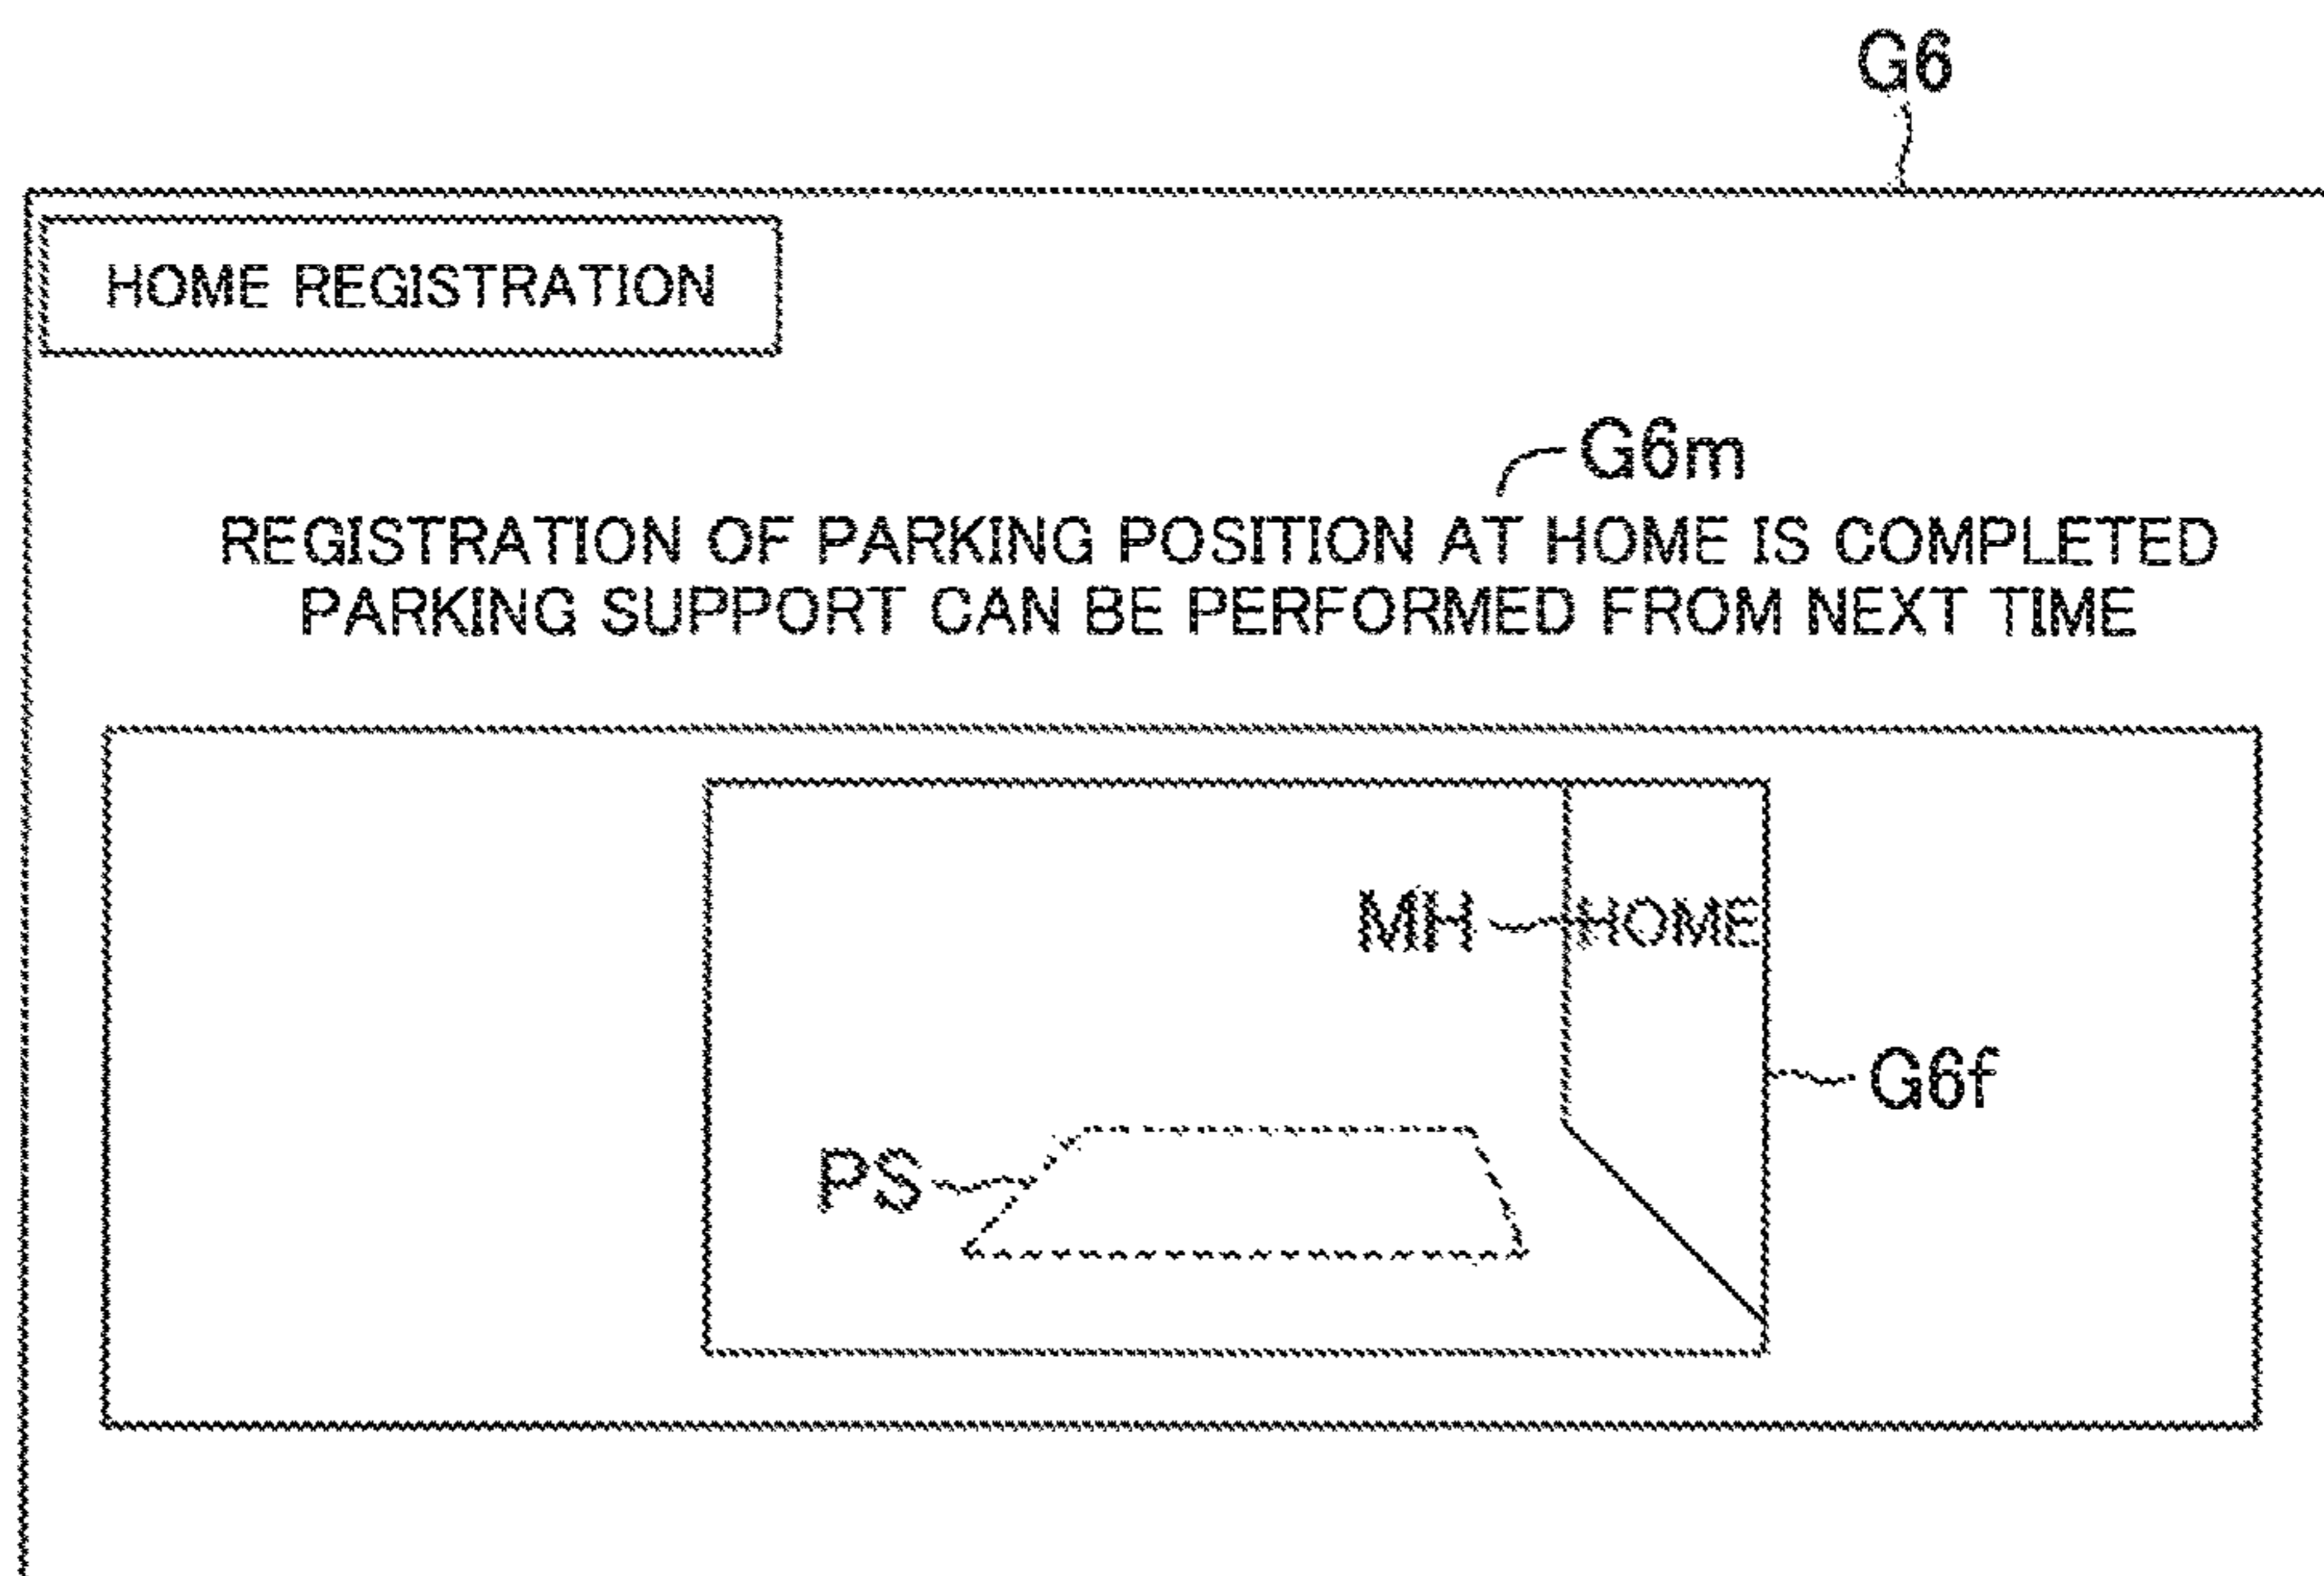 G6
HOME REGISTRATION
G6m
REGISTRATION OF PARKING POSITION AT HOME IS COMPLETED
PARKING SUPPORT CAN BE PERFORMED FROM NEXT TIME
MH HOME
G6f
PS